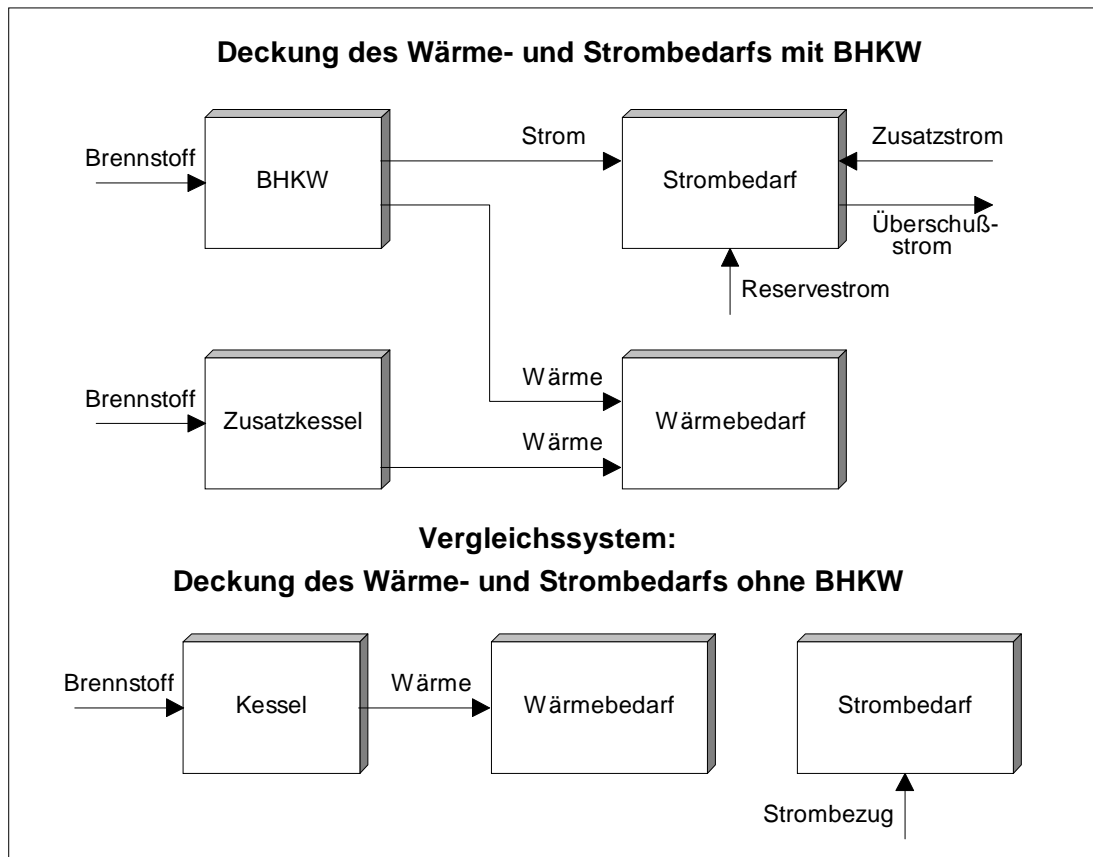 Deckung des Wärme- und Strombedarfs mit BHKW
Brennstoff
BHKW
Strom
Strombedarf
Zusatzstrom
Überschuß-
strom
Reservestrom
Brennstoff
Zusatzkessel
Wärme
Wärme
Wärmebedarf
Vergleichssystem:
Deckung des Wärme- und Strombedarfs ohne BHKW
Brennstoff
Kessel
Wärme
Wärmebedarf
Strombedarf
Strombezug